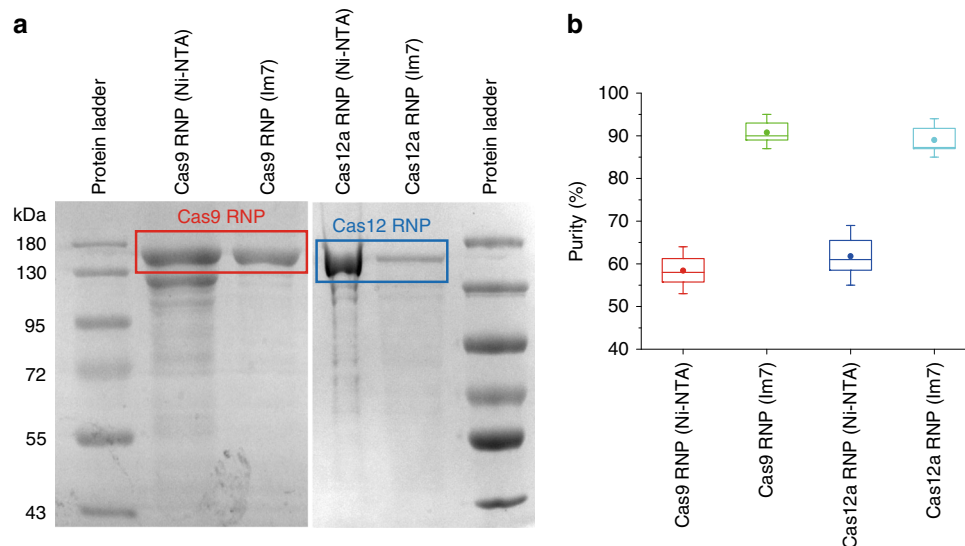 a
Protein ladder
Cas9 RNP (Ni-NTA)
Cas9 RNP (Im7)
Cas12a RNP (Ni-NTA)
Cas12a RNP (Im7)
Protein ladder
kDa
180
130
95
72
55
43
Cas9 RNP
Cas12 RNP
b
Purity (%)
100
90
80
70
60
50
40
Cas9 RNP (Ni-NTA)
Cas9 RNP (Im7)
Cas12a RNP (Ni-NTA)
Cas12a RNP (Im7)